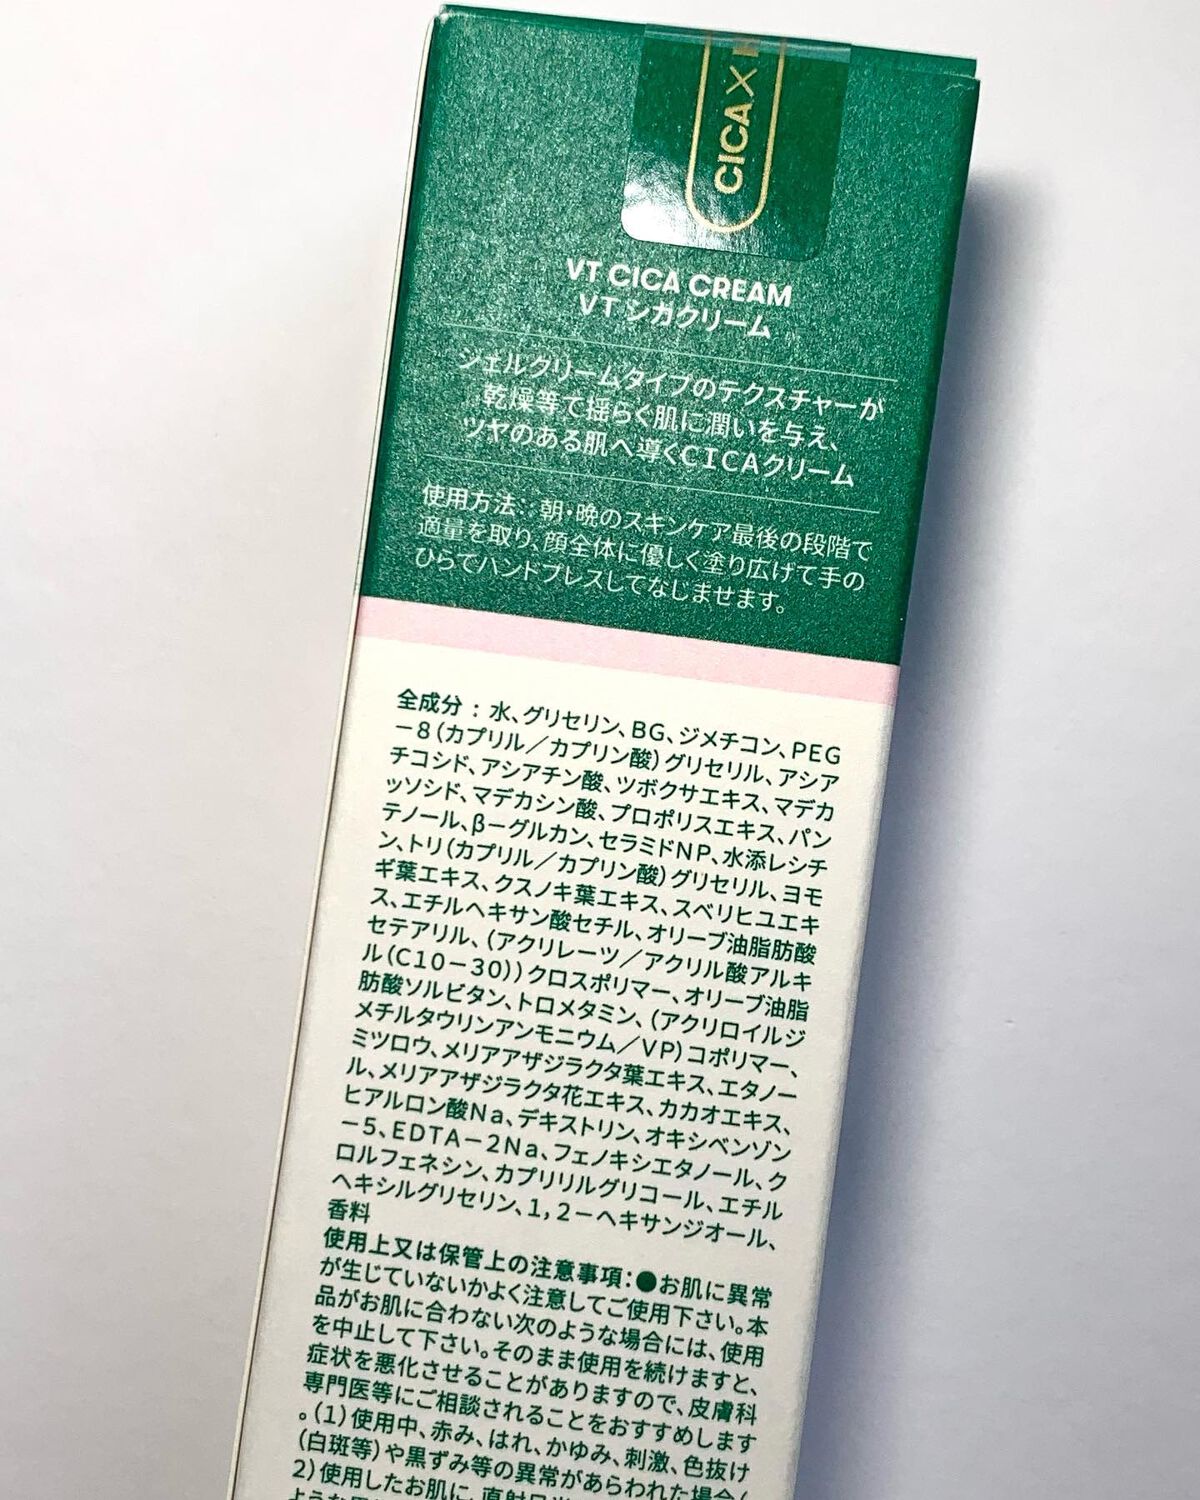 CICA×
VT CICA CREAM
VT シカクリーム
ジェルクリームタイプのテクスチャーが
乾燥等で揺らぐ肌に潤いを与え、
ツヤのある肌へ導くCICAクリーム
使用方法：朝・晩のスキンケア最後の段階で
適量を取り、顔全体に優しく塗り広げて手の
ひらでハンドプレスしてなじませます。
全成分：水、グリセリン、BG、ジメチコン、PEG
－8（カプリル／カプリン酸）グリセリル、アシア
チコシド、アシアチン酸、ツボクサエキス、マデカ
ッソシド、マデカシン酸、プロポリスエキス、パン
テノール、β－グルカン、セラミドNP、水添レシチ
ン、トリ（カプリル／カプリン酸）グリセリル、ヨモ
ギ葉エキス、クスノキ葉エキス、スベリヒユエキ
ス、エチルヘキサン酸セチル、オリーブ油脂肪酸
セテアリル、（アクリレーツ／アクリル酸アルキ
ル（C10－30））クロスポリマー、オリーブ油脂
肪酸ソルビタン、トロメタミン、（アクリロイルジ
メチルタウリンアンモニウム／VP）コポリマー、
ミツロウ、メリアアザジラクタ葉エキス、エタノー
ル、メリアアザジラクタ花エキス、カカオエキス、
ヒアルロン酸Na、デキストリン、オキシベンゾン
－5、EDTA－2Na、フェノキシエタノール、ク
ロルフェネシン、カプリリルグリコール、エチル
ヘキシルグリセリン、1，2－ヘキサンジオール、
香料
使用上又は保管上の注意事項：●お肌に異常
が生じていないかよく注意してご使用下さい。本
品がお肌に合わない次のような場合には、使用
を中止して下さい。そのまま使用を続けますと、
症状を悪化させることがありますので、皮膚科
専門医等にご相談されることをおすすめします
。（1）使用中、赤み、はれ、かゆみ、刺激、色抜け
（白斑等）や黒ずみ等の異常があらわれた場合（
2）使用したお肌に、直射日光